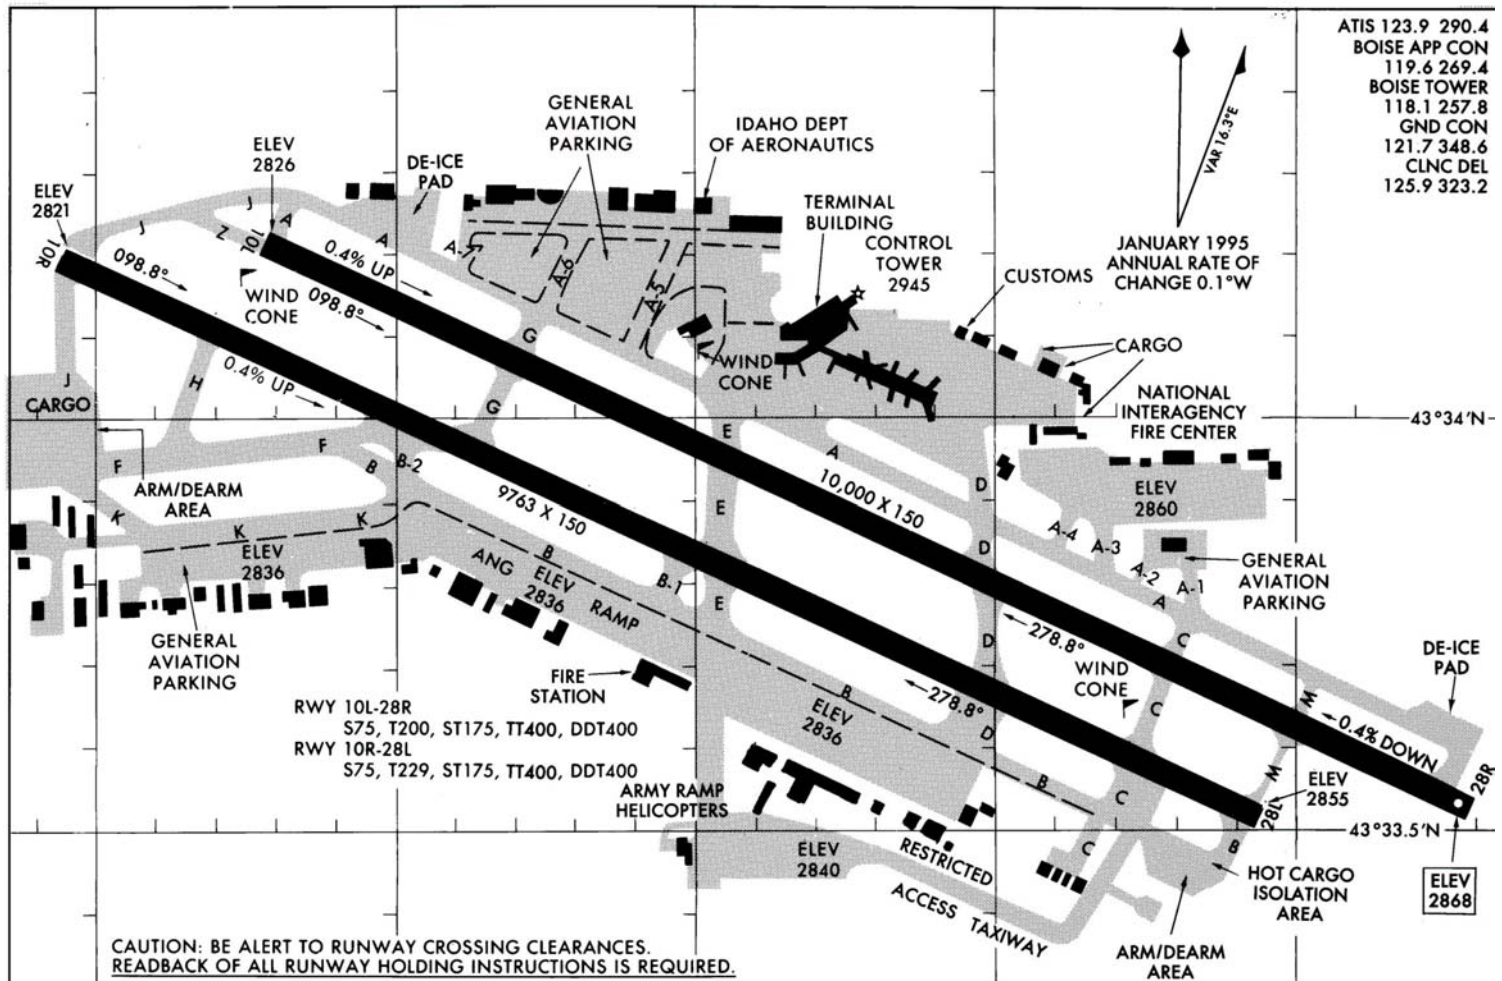 ATIS 123.9 290.4
BOISE APP CON
119.6 269.4
BOISE TOWER
118.1 257.8
GND CON
121.7 348.6
CLNC DEL
125.9 323.2
VAR 16.3°E
JANUARY 1995
ANNUAL RATE OF
CHANGE 0.1°W
GENERAL
AVIATION
PARKING
IDAHO DEPT
OF AERONAUTICS
ELEV
2826
DE-ICE
PAD
ELEV
2821
TERMINAL
BUILDING
CONTROL
TOWER
2945
CUSTOMS
CARGO
J
J
Z
A
A
A-7
A-6
A-5
10R
10L
098.8°
0.4% UP
WIND
CONE
098.8°
0.4% UP
G
G
WIND
CONE
NATIONAL
INTERAGENCY
FIRE CENTER
43°34'N
J
CARGO
H
F
F
B
B-2
ARM/DEARM
AREA
K
K
K
ELEV
2836
9763 X 150
10,000 X 150
E
E
E
A
D
D
D
D
ELEV
2860
A-4
A-3
A-2
A-1
A
GENERAL
AVIATION
PARKING
B
B-1
ANG
ELEV
2836
RAMP
GENERAL
AVIATION
PARKING
FIRE
STATION
278.8°
278.8°
WIND
CONE
C
C
C
C
M
M
DE-ICE
PAD
0.4% DOWN
28R
28L
ELEV
2855
RWY 10L-28R
S75, T200, ST175, TT400, DDT400
RWY 10R-28L
S75, T229, ST175, TT400, DDT400
B
ELEV
2836
B
B
ARMY RAMP
HELICOPTERS
43°33.5'N
ELEV
2840
RESTRICTED
ACCESS TAXIWAY
HOT CARGO
ISOLATION
AREA
ELEV
2868
ARM/DEARM
AREA
CAUTION: BE ALERT TO RUNWAY CROSSING CLEARANCES.
READBACK OF ALL RUNWAY HOLDING INSTRUCTIONS IS REQUIRED.